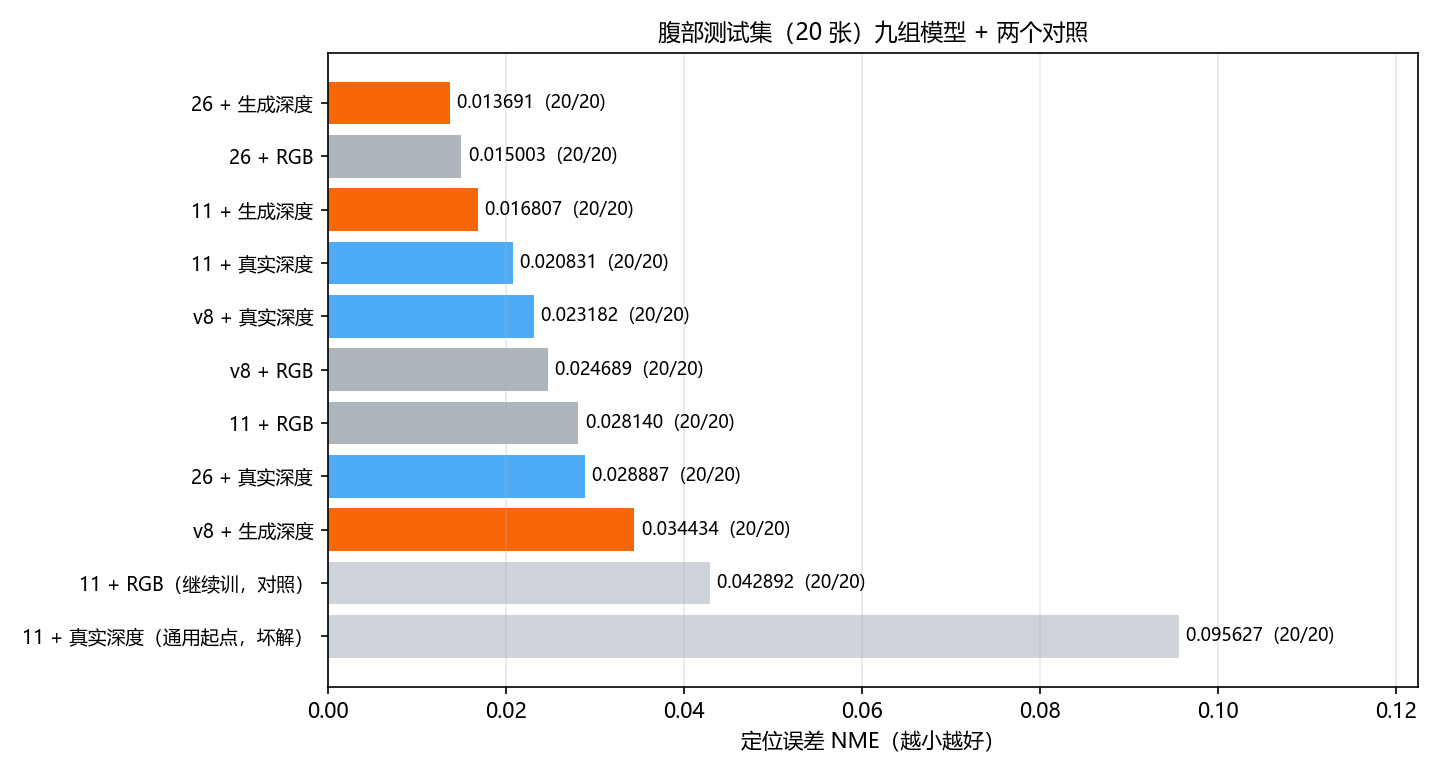 腹部测试集（20 张）九组模型 + 两个对照
26 + 生成深度 0.013691 (20/20)
26 + RGB 0.015003 (20/20)
11 + 生成深度 0.016807 (20/20)
11 + 真实深度 0.020831 (20/20)
v8 + 真实深度 0.023182 (20/20)
v8 + RGB 0.024689 (20/20)
11 + RGB 0.028140 (20/20)
26 + 真实深度 0.028887 (20/20)
v8 + 生成深度 0.034434 (20/20)
11 + RGB（继续训，对照） 0.042892 (20/20)
11 + 真实深度（通用起点，坏解） 0.095627 (20/20)
0.00 0.02 0.04 0.06 0.08 0.10 0.12
定位误差 NME（越小越好）